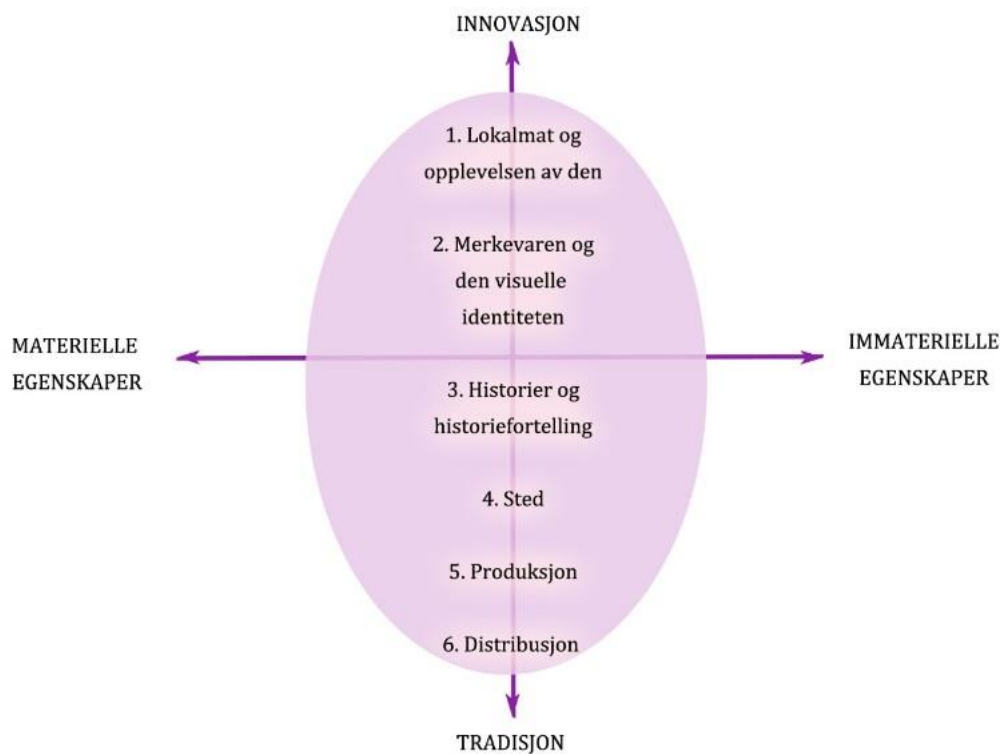 INNOVASJON
1. Lokalmat og
opplevelsen av den
2. Merkevaren og
den visuelle
identiteten
MATERIELLE
EGENSKAPER
IMMATERIELLE
EGENSKAPER
3. Historier og
historiefortelling
4. Sted
5. Produksjon
6. Distribusjon
TRADISJON